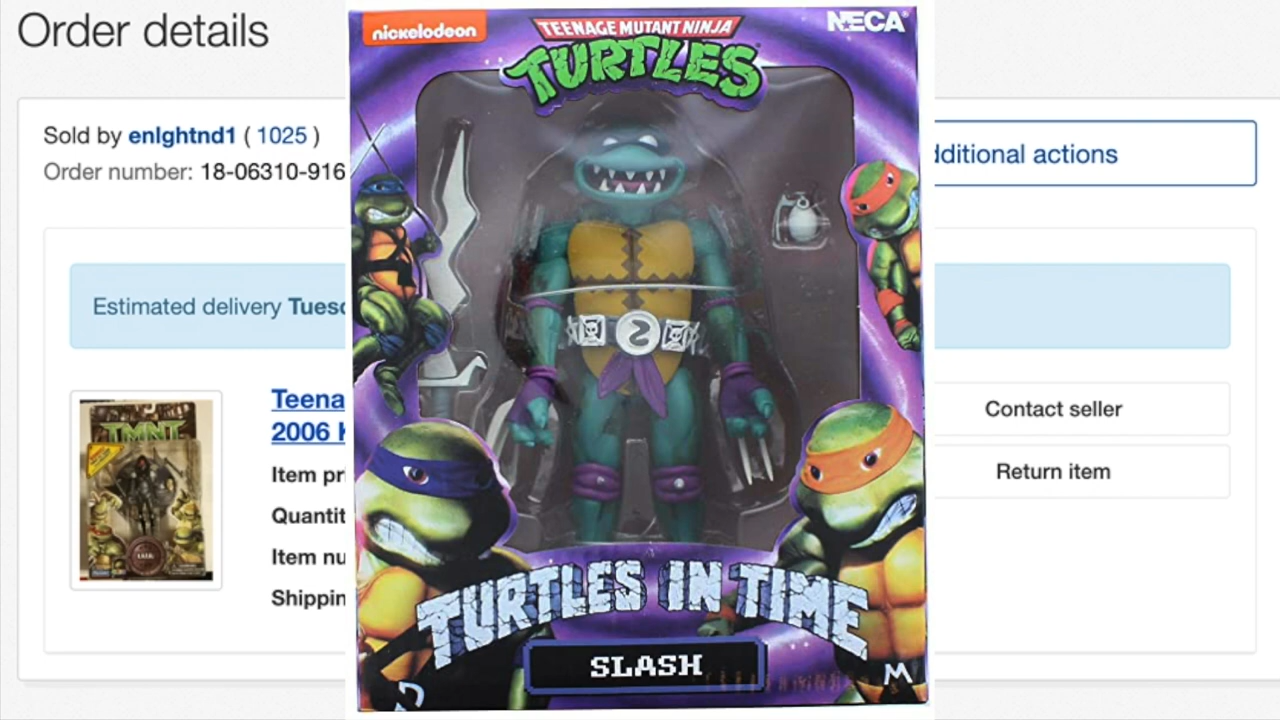 Order details
Sold by enlghtnd1 ( 1025 )
Order number: 18-06310-916
dditional actions
Estimated delivery Tuesd
Teena
2006
Item pri
Quantit
Item nu
Shippin
Contact seller
Return item
TMNT
nickelodeon
TEENAGE MUTANT NINJA
TURTLES
NECA
TURTLES IN TIME
SLASH